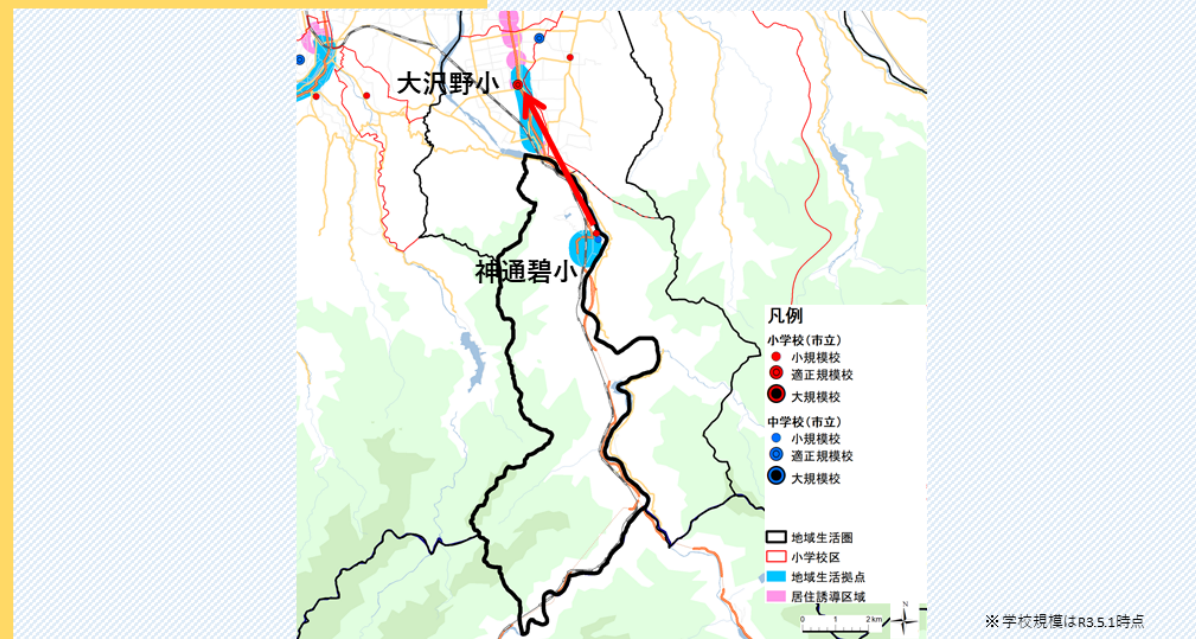 大沢野小
神通碧小
凡例
小学校(市立)
小規模校
適正規模校
大規模校
中学校(市立)
小規模校
適正規模校
大規模校
地域生活圏
小学校区
地域生活拠点
居住誘導区域
N
0 1 2km
※学校規模はR3.5.1時点